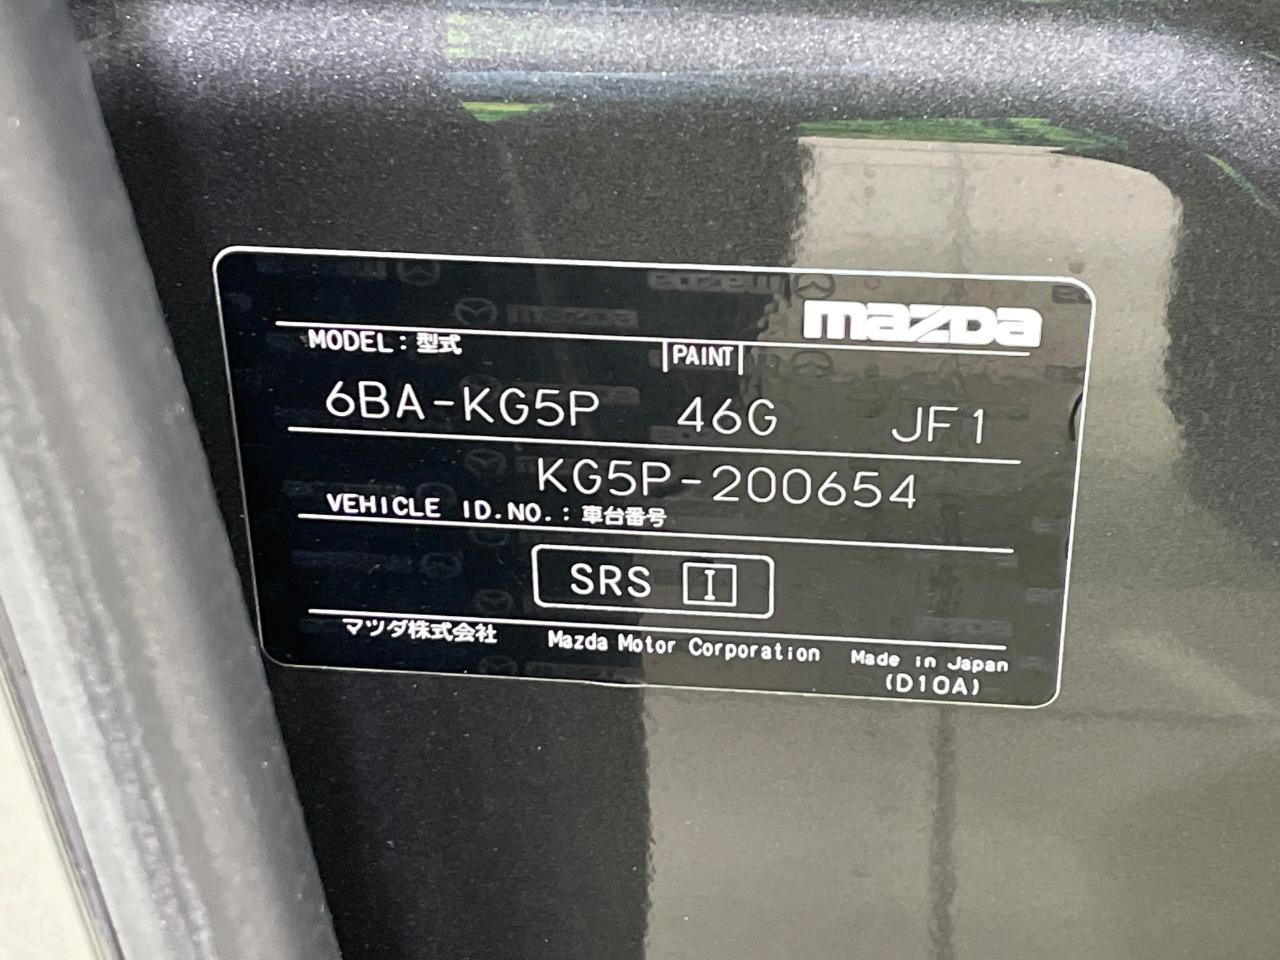 mazda
MODEL : 型式 PAINT
6BA-KG5P 46G JF1
KG5P-200654
VEHICLE ID.NO. : 車台番号
SRS I
マツダ株式会社 Mazda Motor Corporation Made in Japan
(D10A)